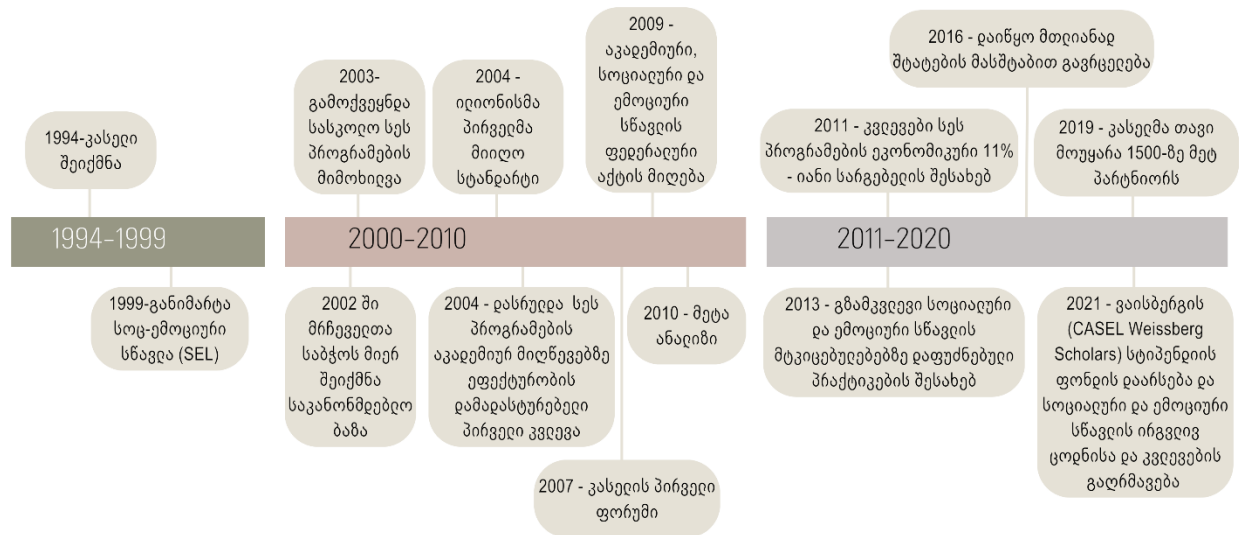 1994-კასელი
შეიქმნა
1994–1999
1999-განიმარტა
სოც-ემოციური
სწავლა (SEL)
2003-
გამოქვეყნდა
სასკოლო სეს
პროგრამების
მიმოხილვა
2004 -
ილიონისმა
პირველმა
მიიღო
სტანდარტი
2009 -
აკადემიური,
სოციალური და
ემოციური
სწავლის
ფედერალური
აქტის მიღება
2000–2010
2002 ში
მრჩეველთა
საბჭოს მიერ
შეიქმნა
საკანონმდებლო
ბაზა
2004 - დასრულდა სეს
პროგრამების
აკადემიურ მიღწევებზე
ეფექტურობის
დამადასტურებელი
პირველი კვლევა
2007 - კასელის პირველი
ფორუმი
2010 - მეტა
ანალიზი
2011 - კვლევები სეს
პროგრამების ეკონომიკური 11%
- იანი სარგებელის შესახებ
2016 - დაიწყო მთლიანად
შტატების მასშტაბით გავრცელება
2019 - კასელმა თავი
მოუყარა 1500-ზე მეტ
პარტნიორს
2011–2020
2013 - გზამკვლევი სოციალური
და ემოციური სწავლის
მტკიცებულებებზე დაფუძნებული
პრაქტიკების შესახებ
2021 - ვაისბერგის
(CASEL Weissberg
Scholars) სტიპენდიის
ფონდის დაარსება და
სოციალური და ემოციური
სწავლის ირგვლივ
ცოდნისა და კვლევების
გაღრმავება